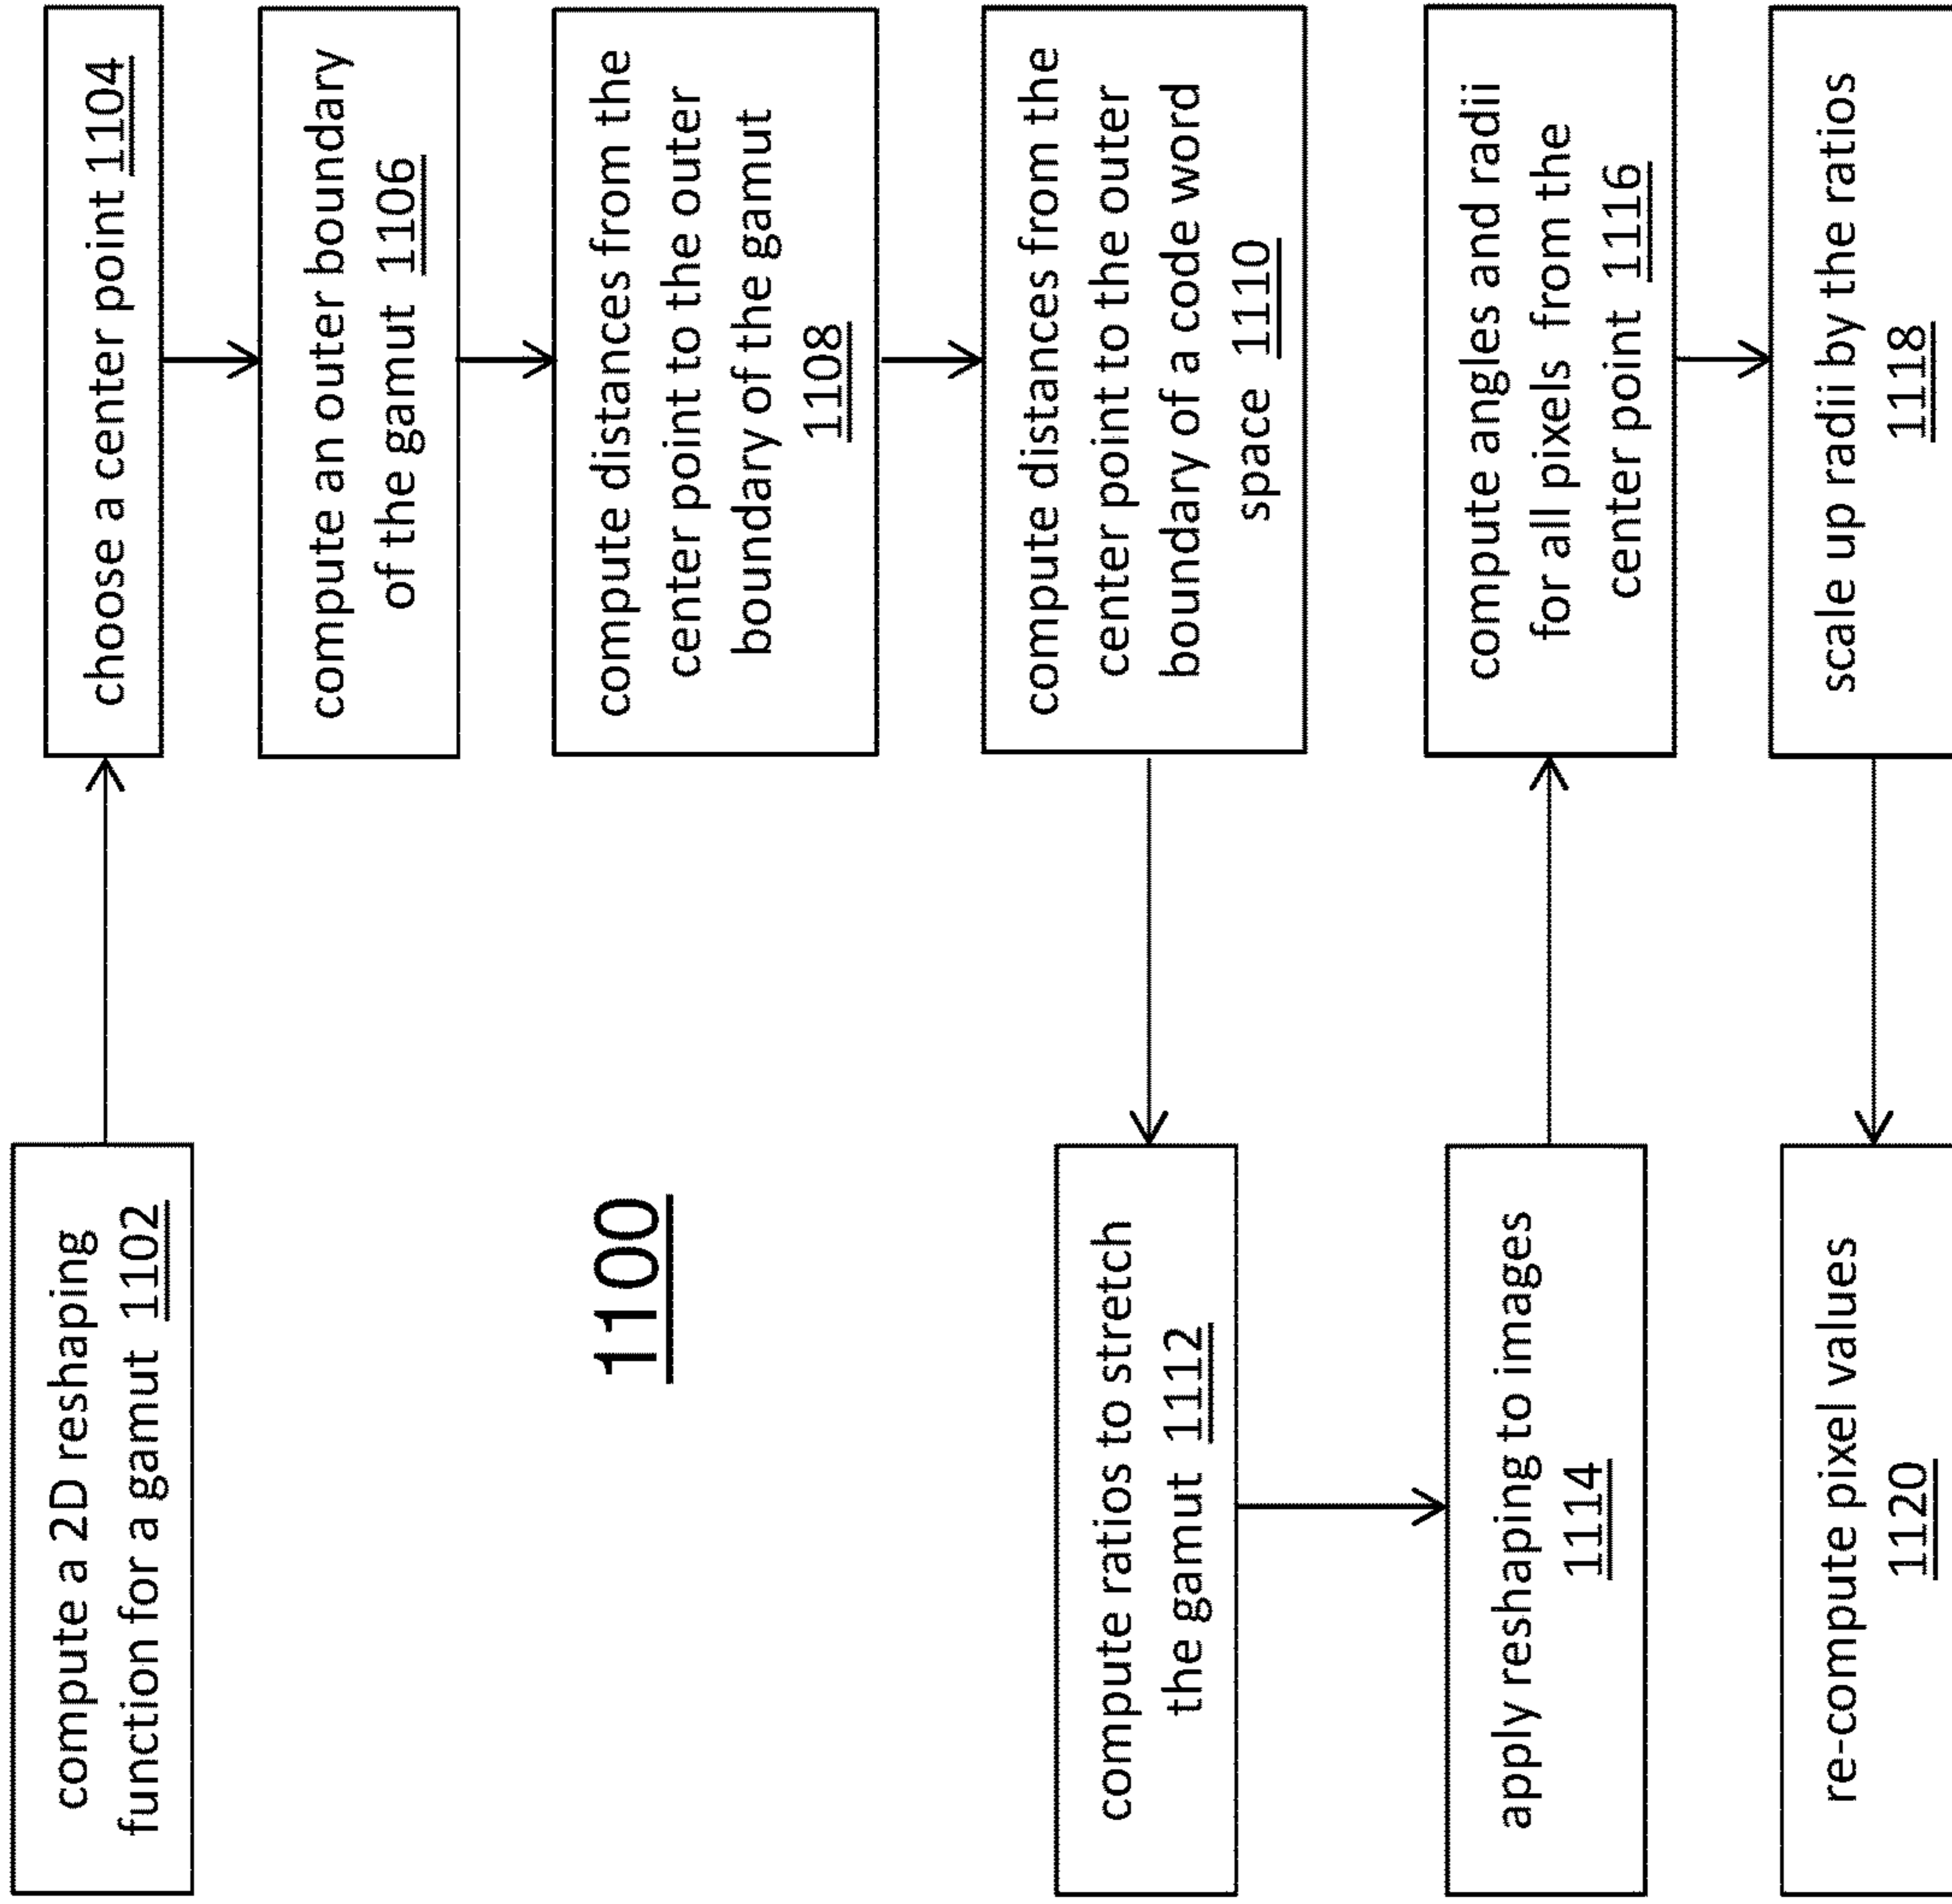 compute a 2D reshaping
function for a gamut 1102
choose a center point 1104
compute an outer boundary
of the gamut 1106
compute distances from the
center point to the outer
boundary of the gamut
1108
compute distances from the
center point to the outer
boundary of a code word
space 1110
1100
compute ratios to stretch
the gamut 1112
apply reshaping to images
1114
compute angles and radii
for all pixels from the
center point 1116
scale up radii by the ratios
1118
re-compute pixel values
1120